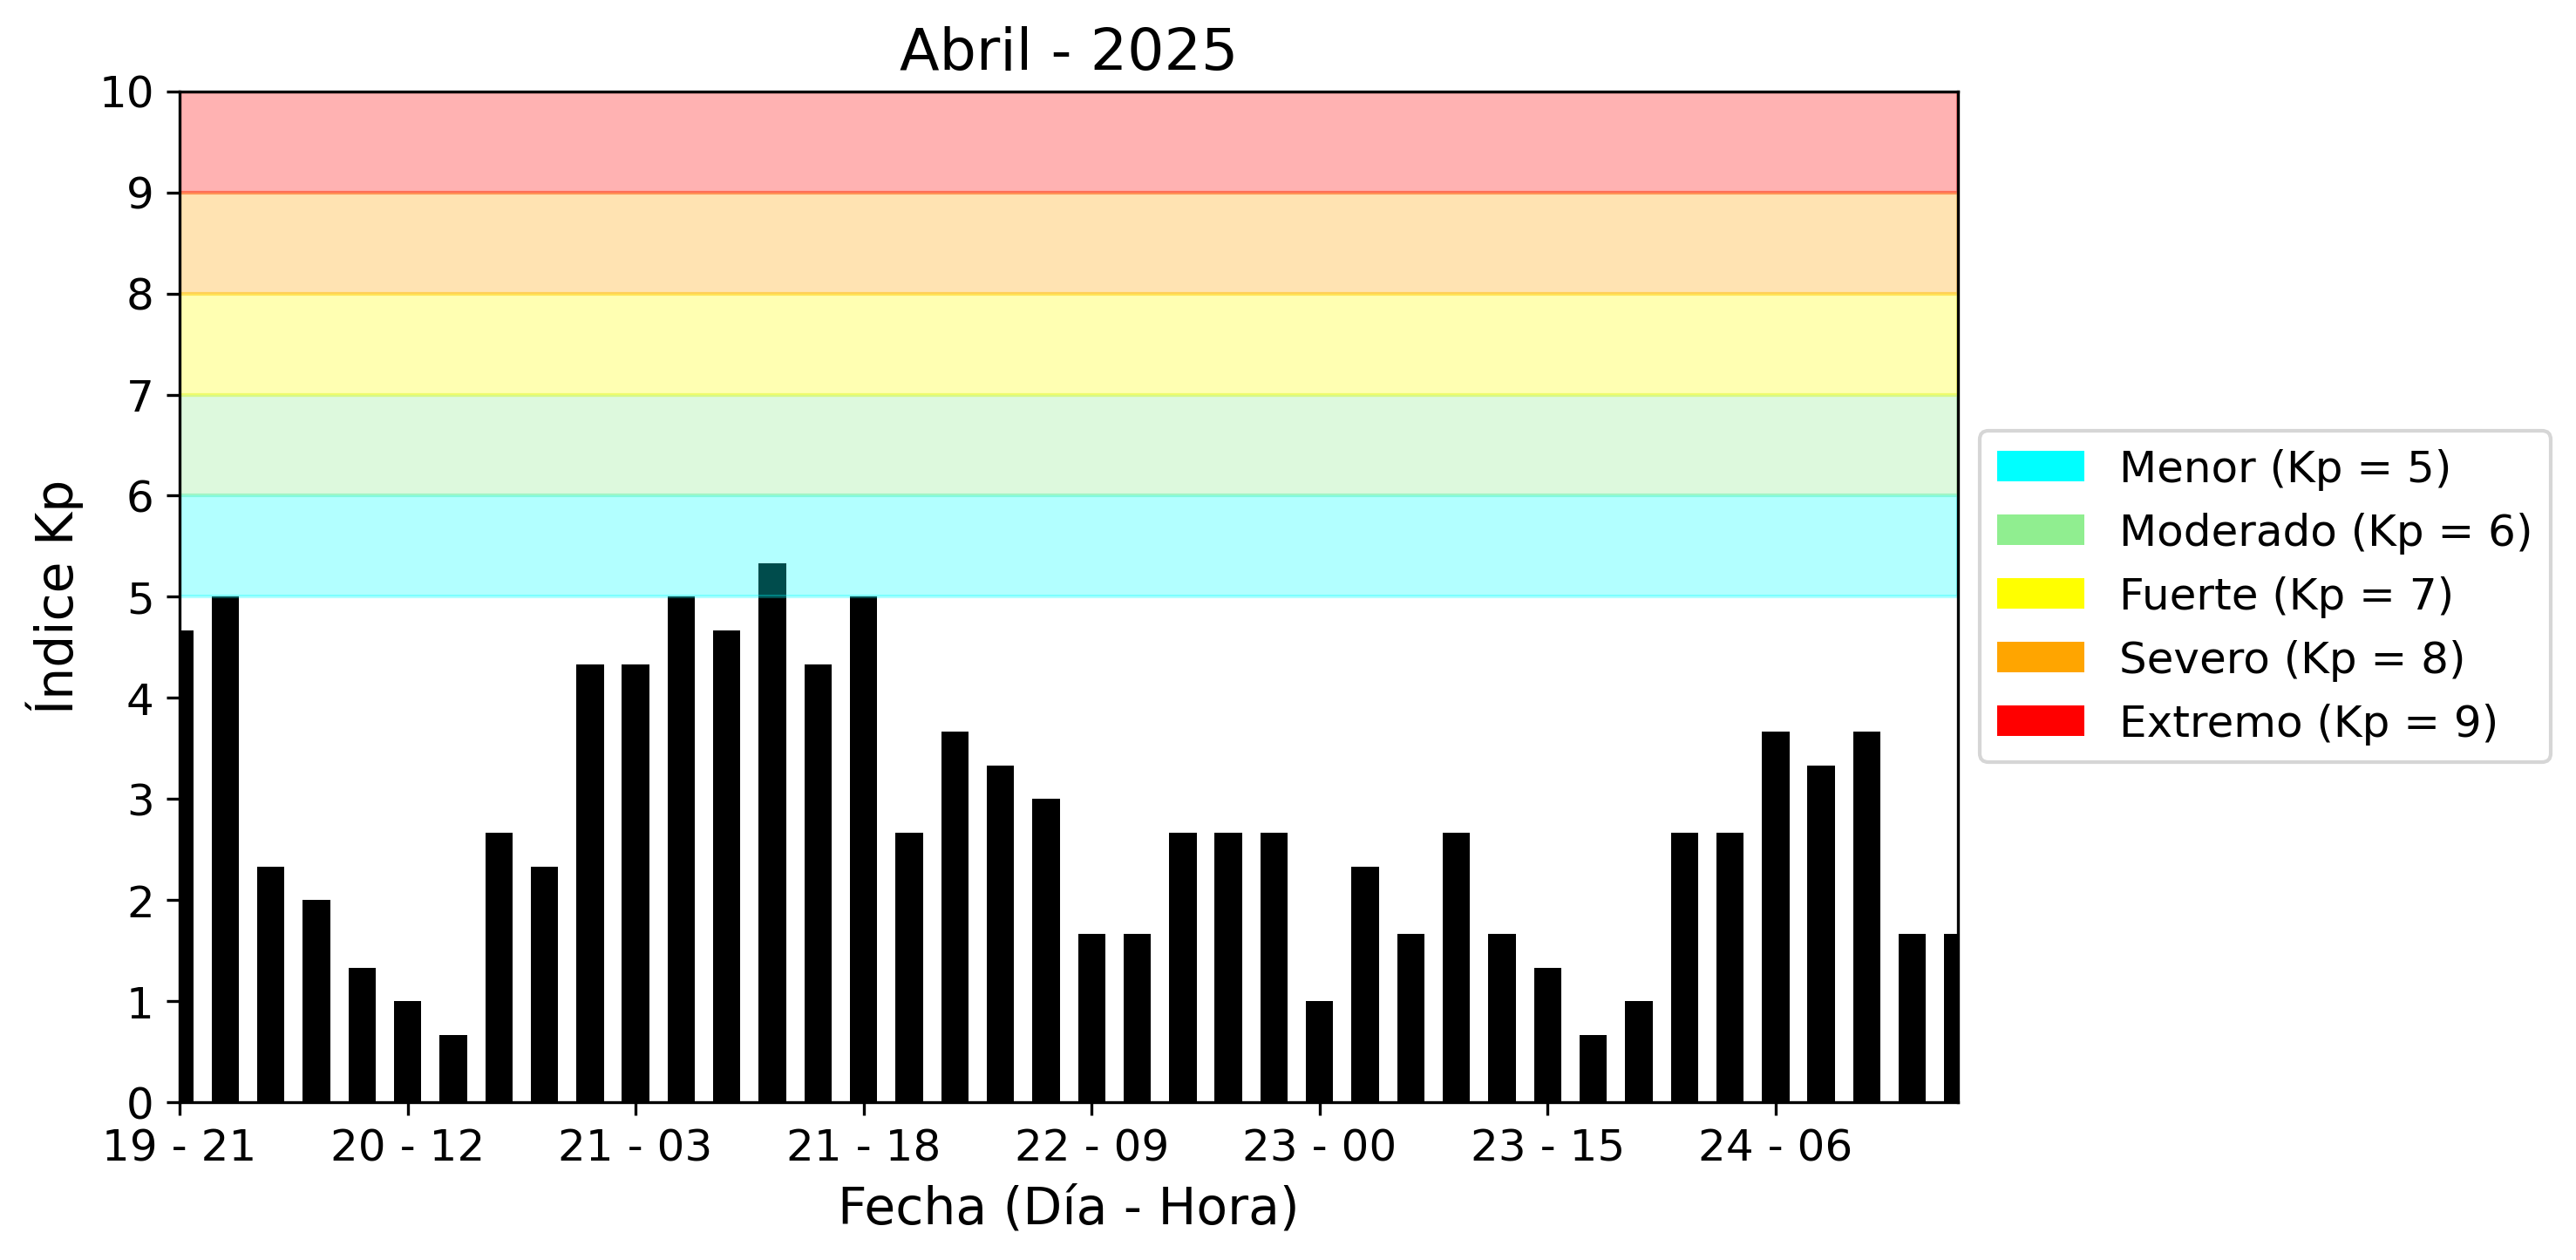 Abril - 2025
10
9
8
7
6
5
4
3
2
1
0
Índice Kp
19 - 21
20 - 12
21 - 03
21 - 18
22 - 09
23 - 00
23 - 15
24 - 06
Fecha (Día - Hora)
Menor (Kp = 5)
Moderado (Kp = 6)
Fuerte (Kp = 7)
Severo (Kp = 8)
Extremo (Kp = 9)